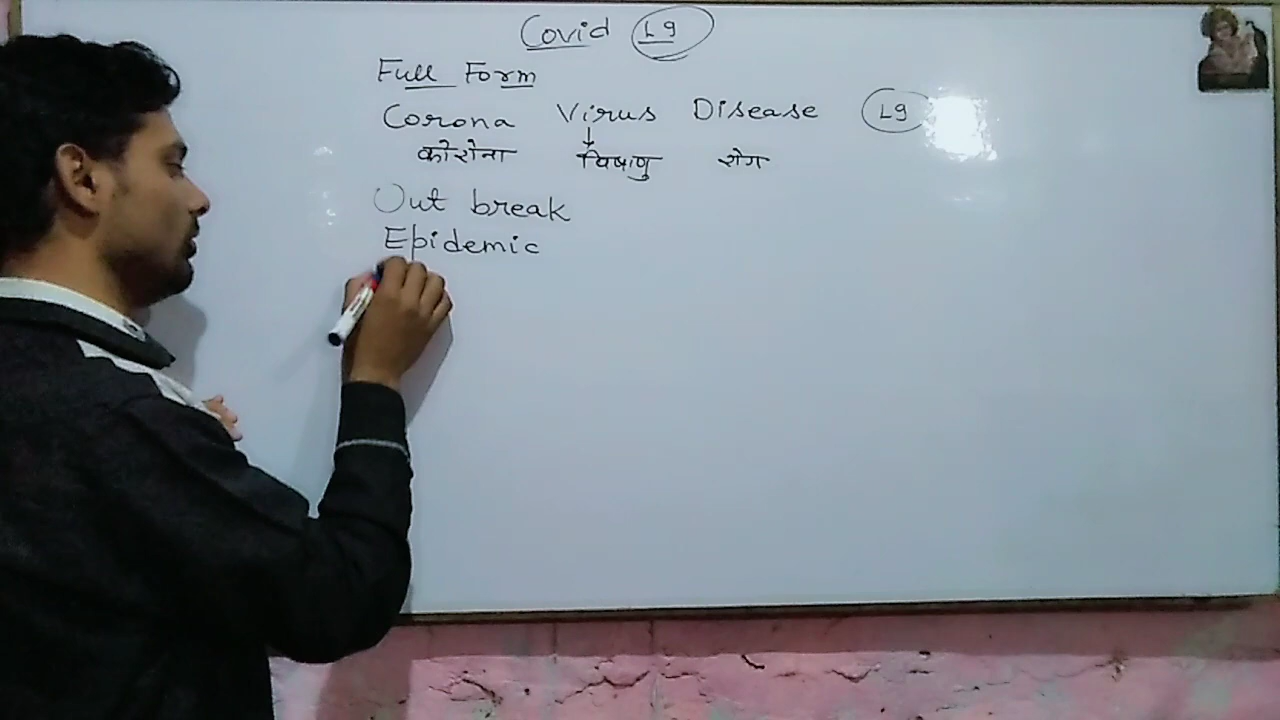 Covid 19
Full Form
Corona Virus Disease 19
कोरोना विषाणु रोग
Out break
Epidemic